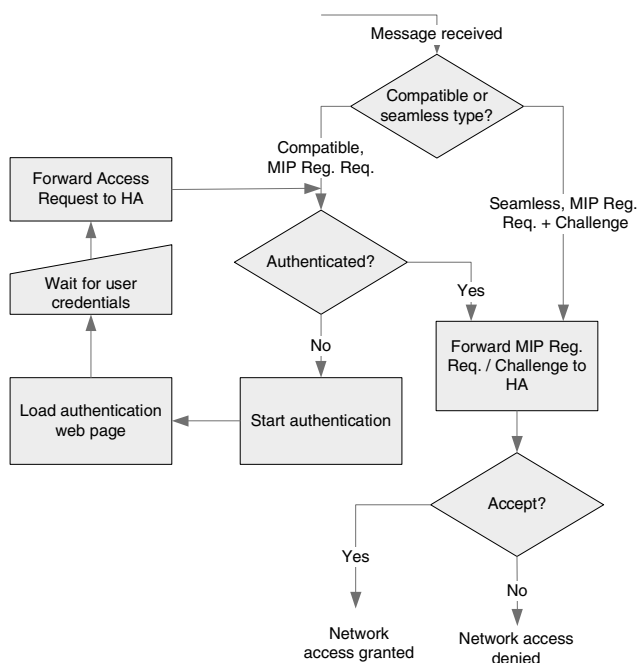 Message received
Compatible or
seamless type?
Compatible,
MIP Reg. Req.
Forward Access
Request to HA
Seamless, MIP Reg.
Req. + Challenge
Authenticated?
Wait for user
credentials
Yes
No
Forward MIP Reg.
Req. / Challenge to
HA
Load authentication
web page
Start authentication
Accept?
Yes
No
Network
access granted
Network access
denied